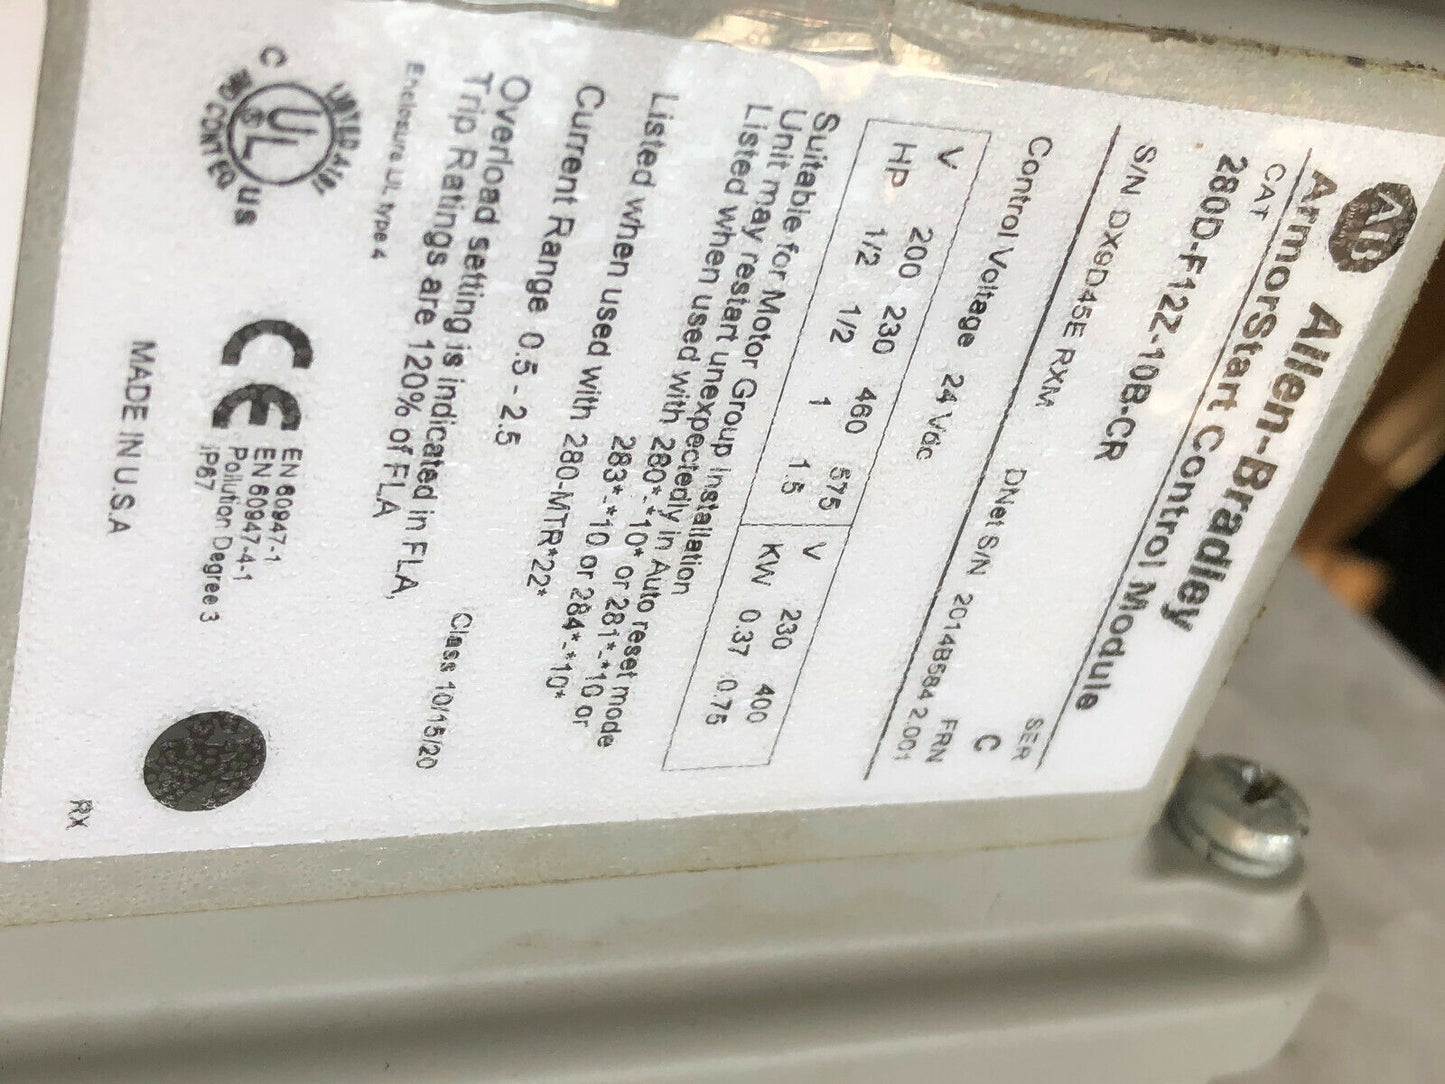 AB Allen-Bradley
ArmorStart Control Module
CAT SER
280D-F12Z-10B-CR C
S/N DX9D45E RXM DNet S/N 2014B584 FRN 2.001
Control Voltage 24 Vdc
V 200 230 460 575 V 230 400
HP 1/2 1/2 1 1.5 KW 0.37 0.75
Suitable for Motor Group Installation
Unit may restart unexpectedly in Auto reset mode
Listed when used with 280*-*10* or 281*-*10 or
283*-*10 or 284*-*10*
Listed when used with 280-MTR*22*
Current Range 0.5 - 2.5
Overload setting is indicated in FLA,
Trip Ratings are 120% of FLA
Class 10/15/20
Enclosure UL type 4
C UL US
LISTED
IND CONT EQ
CE
EN 60947-1
EN 60947-4-1
Pollution Degree 3
IP67
MADE IN U.S.A
RX